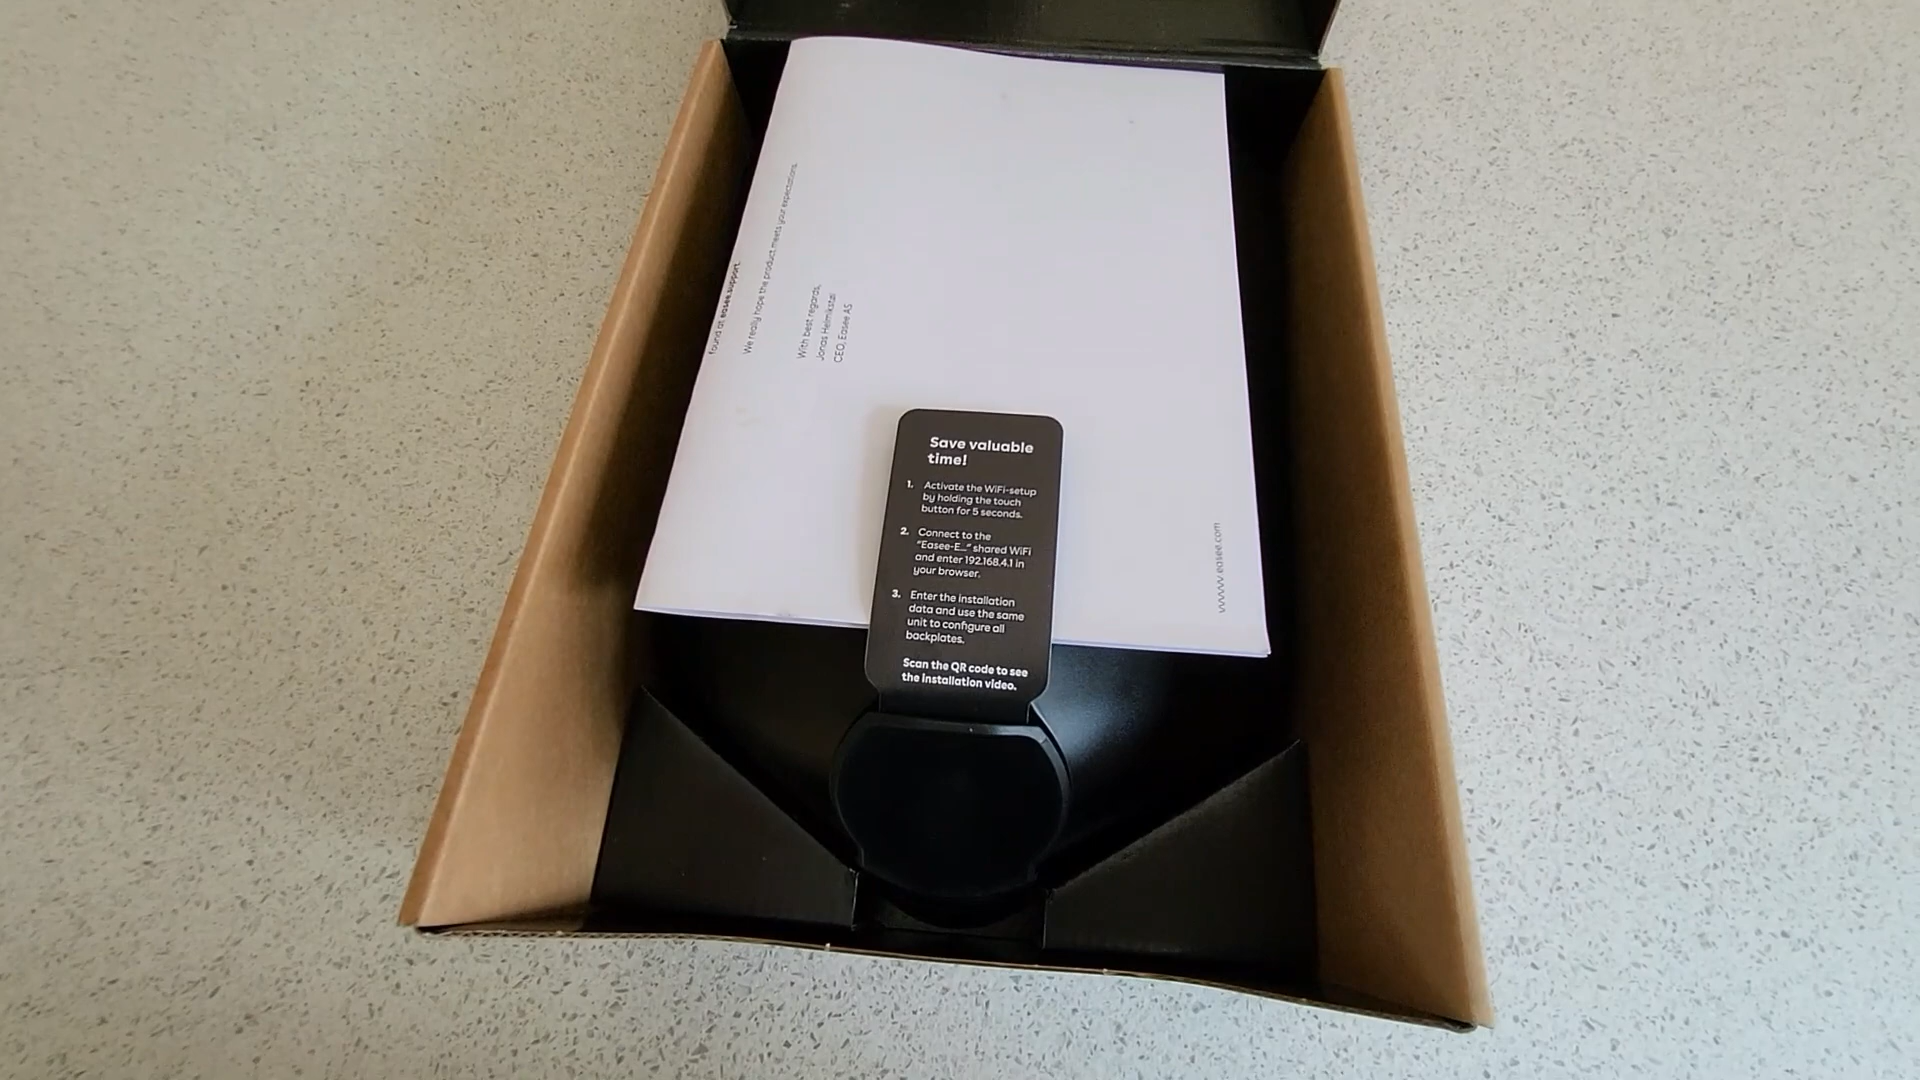 found at easee.support.
We really hope the product meets your expectations.
With best regards,
Jonas Helmikstøl
CEO, Easee AS
Save valuable
time!
1. Activate the WiFi-setup
by holding the touch
button for 5 seconds.
2. Connect to the
"Easee-E..." shared WiFi
and enter 192.168.4.1 in
your browser.
3. Enter the installation
data and use the same
unit to configure all
backplates.
Scan the QR code to see
the installation video.
www.easee.com